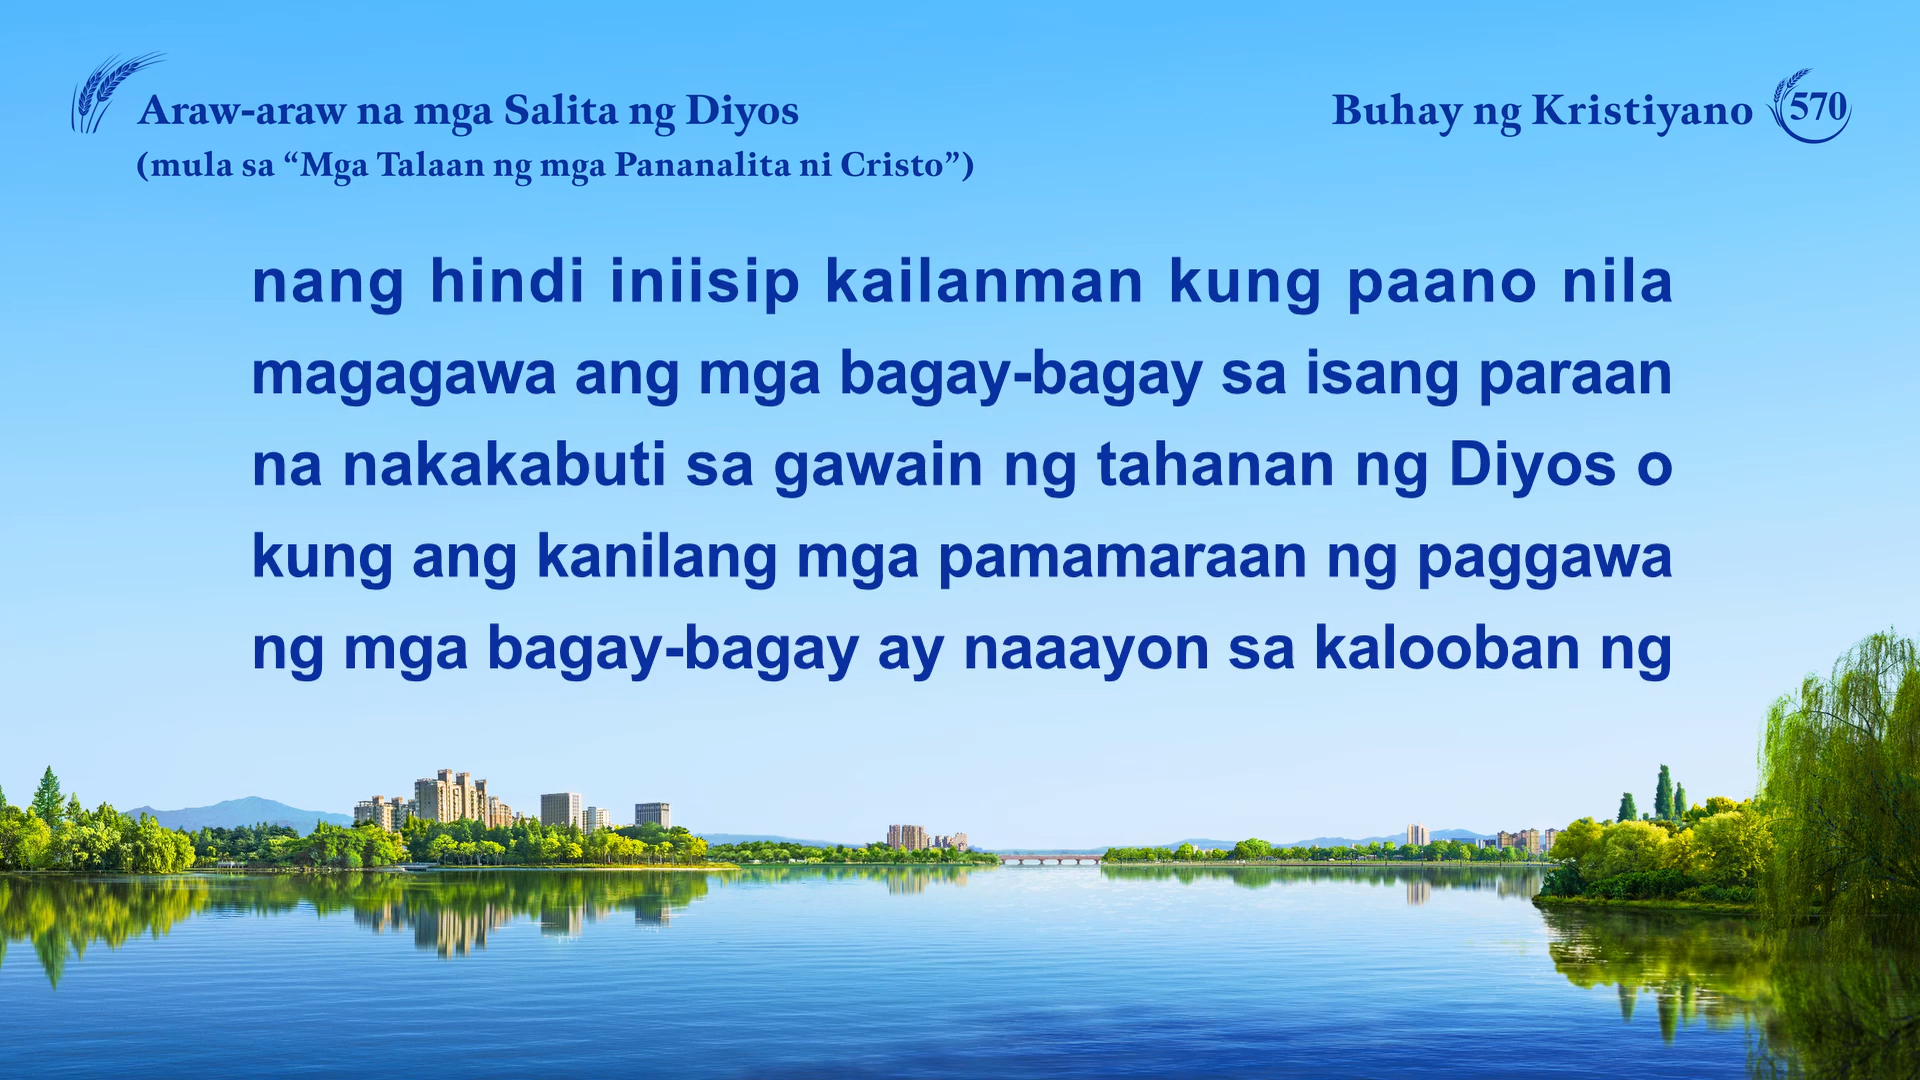 Araw-araw na mga Salita ng Diyos
(mula sa “Mga Talaan ng mga Pananalita ni Cristo”)
Buhay ng Kristiyano 570
nang hindi iniisip kailanman kung paano nila
magagawa ang mga bagay-bagay sa isang paraan
na nakakabuti sa gawain ng tahanan ng Diyos o
kung ang kanilang mga pamamaraan ng paggawa
ng mga bagay-bagay ay naaayon sa kalooban ng